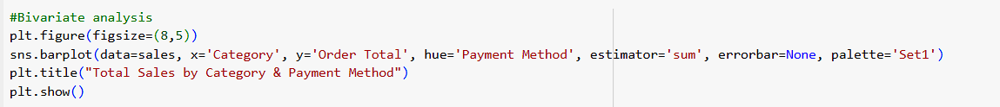 #Bivariate analysis
plt.figure(figsize=(8,5))
sns.barplot(data=sales, x='Category', y='Order Total', hue='Payment Method', estimator='sum', errorbar=None, palette='Set1')
plt.title("Total Sales by Category & Payment Method")
plt.show()